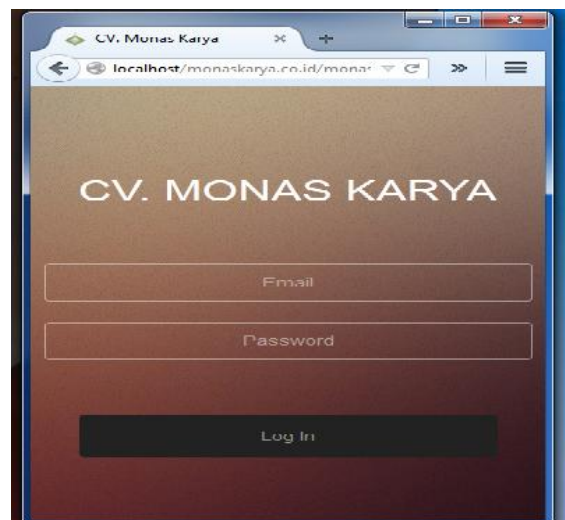 CV. Monas Karya
localhost/monaskarya.co.id/monas
CV. MONAS KARYA
Email
Password
Log In